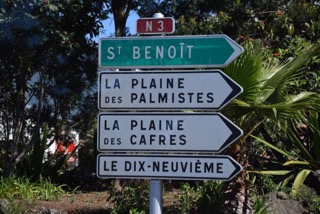 N3
ST BENOÎT
LA PLAINE
DES PALMISTES
LA PLAINE
DES CAFRES
LE DIX-NEUVIÈME